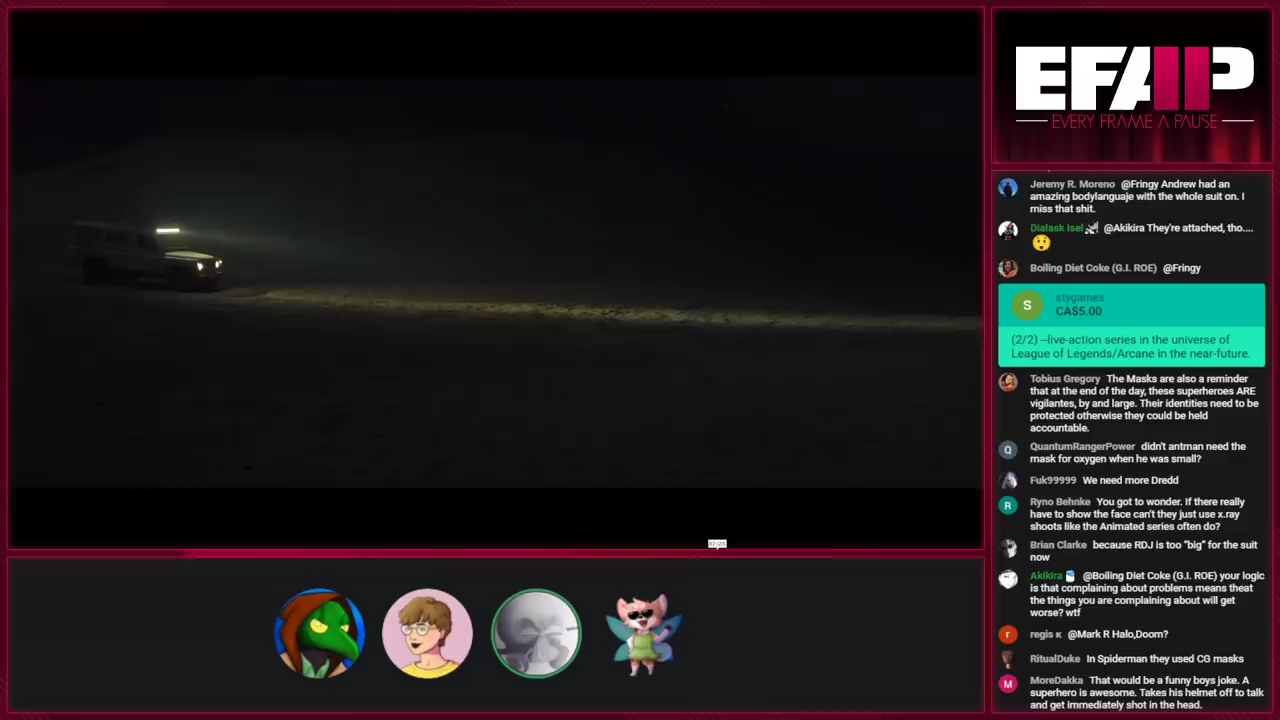 EFAP
EVERY FRAME A PAUSE
Jeremy R. Moreno @Fringy Andrew had an
amazing bodylanguaje with the whole suit on. I
miss that shit.
Dialask Isel @Akikira They're attached, tho....
Boiling Diet Coke (G.I. ROE) @Fringy
S
stygames
CA$5.00
(2/2) --live-action series in the universe of
League of Legends/Arcane in the near-future.
Tobius Gregory The Masks are also a reminder
that at the end of the day, these superheroes ARE
vigilantes, by and large. Their identities need to be
protected otherwise they could be held
accountable.
Q
QuantumRangerPower didn't antman need the
mask for oxygen when he was small?
Fuk99999 We need more Dredd
R
Ryno Behnke You got to wonder. If there really
have to show the face can't they just use x.ray
shoots like the Animated series often do?
Brian Clarke because RDJ is too "big" for the suit
now
Akikira @Boiling Diet Coke (G.I. ROE) your logic
is that complaining about problems means theat
the things you are complaining about will get
worse? wtf
r
regis κ @Mark R Halo,Doom?
RitualDuke In Spiderman they used CG masks
M
MoreDakka That would be a funny boys joke. A
superhero is awesome. Takes his helmet off to talk
and get immediately shot in the head.